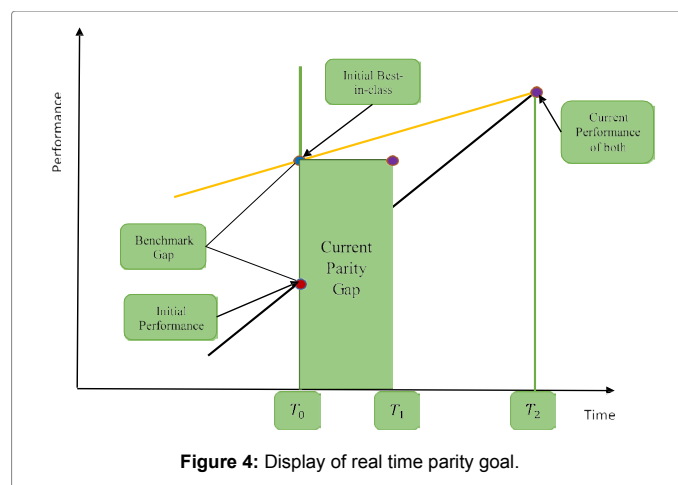 Performance
Initial Best-
in-class
Current
Performance
of both
Benchmark
Gap
Current
Parity
Gap
Initial
Performance
T0
T1
T2
Time
Figure 4: Display of real time parity goal.